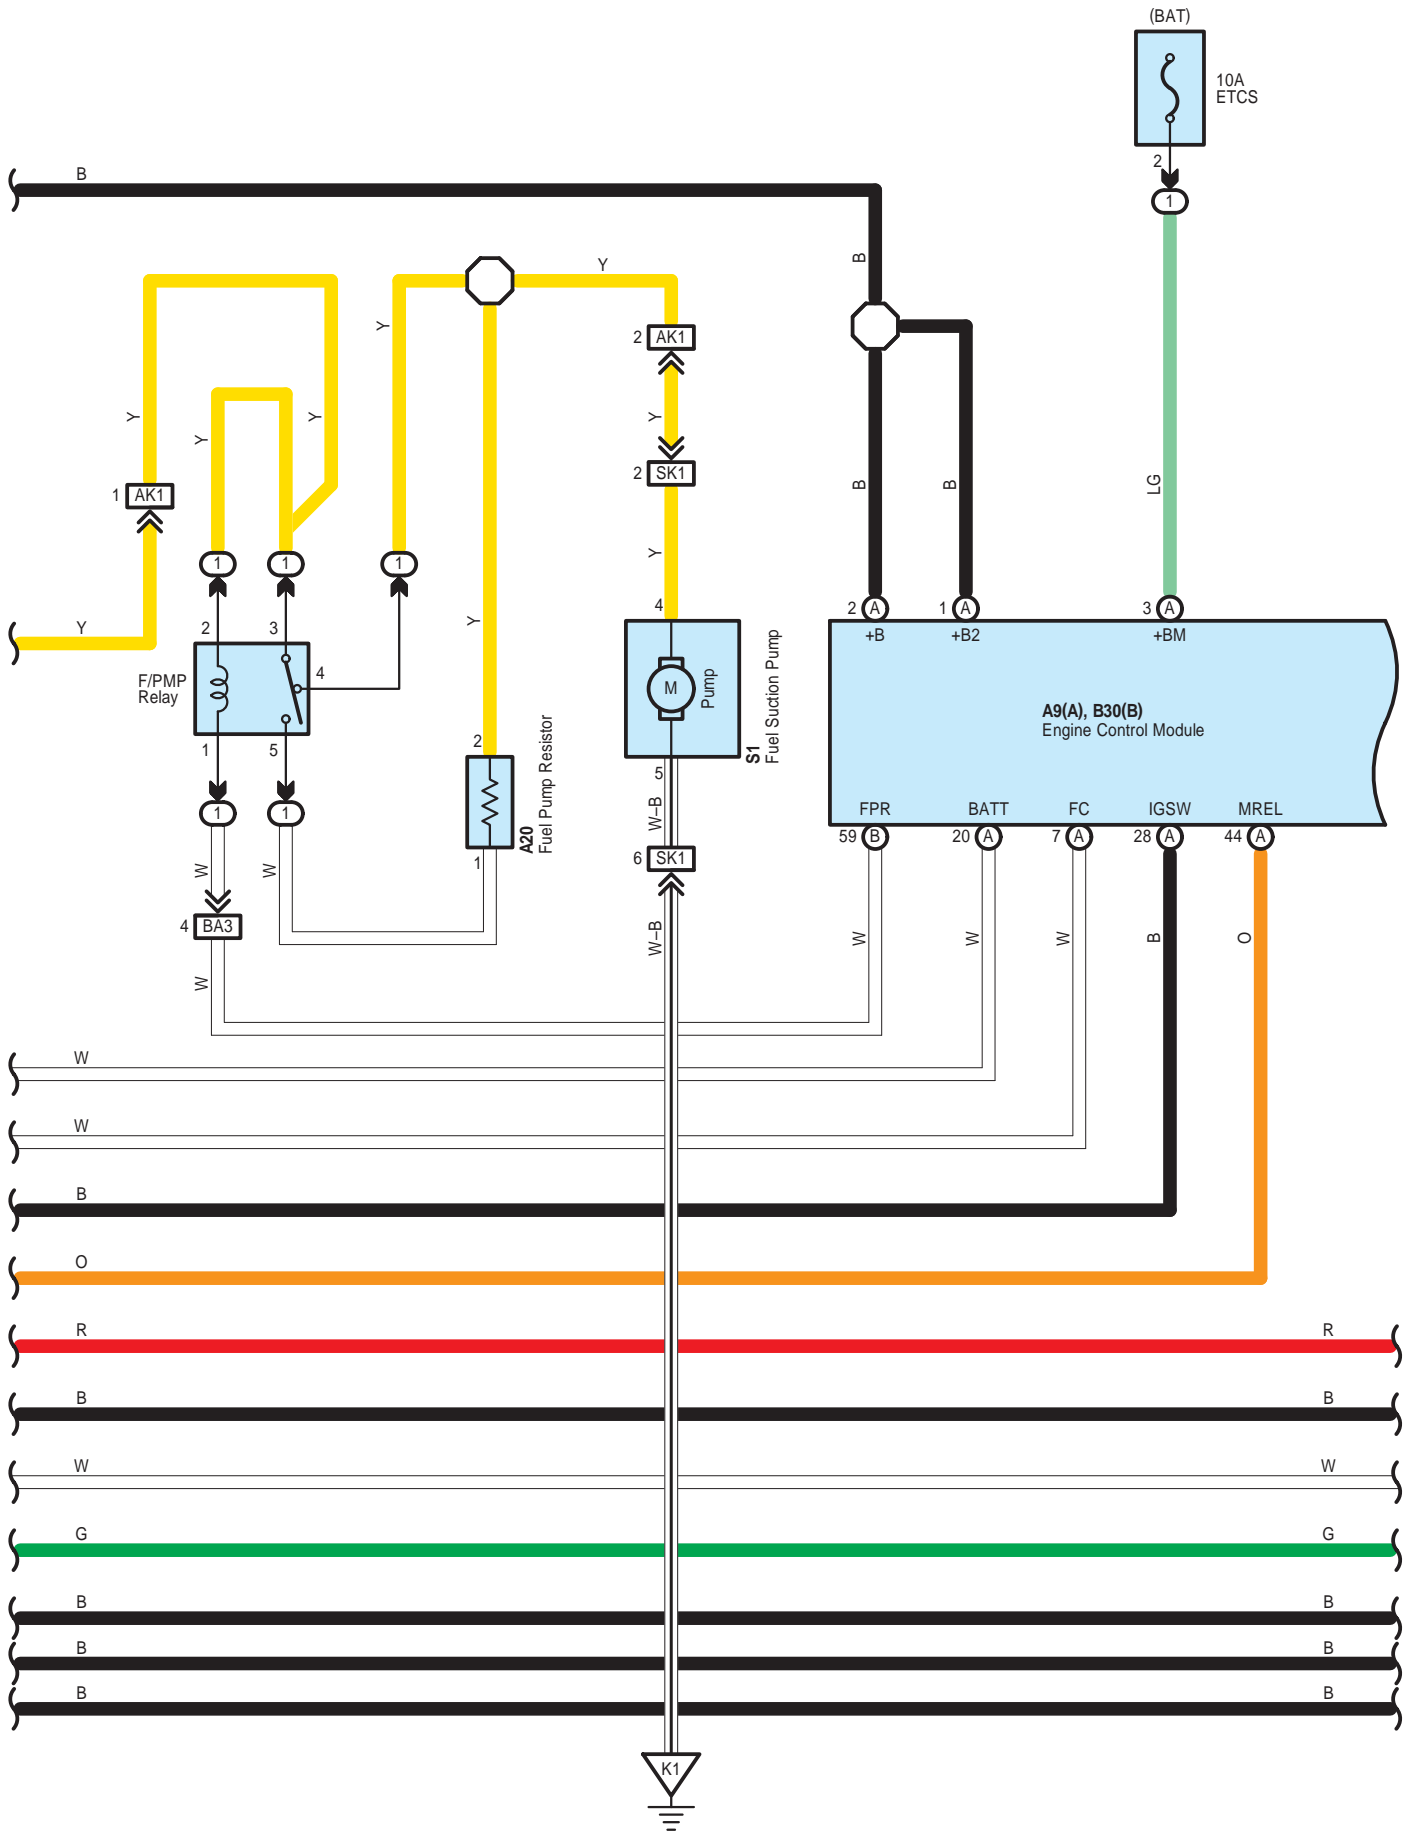 (BAT)
10A
ETCS
2
1
B
B
Y
Y
2 AK1
Y
Y
Y
Y
Y
B
B
LG
1 AK1
2 SK1
1
1
1
Y
Y
Y
2
3
4
4
F/PMP
Relay
1
5
1
1
2
1
A20
Fuel Pump Resistor
M
Pump
S1
Fuel Suction Pump
5
W–B
6 SK1
W–B
2 A
1 A
3 A
+B
+B2
+BM
A9(A), B30(B)
Engine Control Module
FPR
BATT
FC
IGSW
MREL
59 B
20 A
7 A
28 A
44 A
W
W
4 BA3
W
W
W
W
B
O
W
W
B
O
R
R
B
B
W
W
G
G
B
B
B
B
B
B
K1